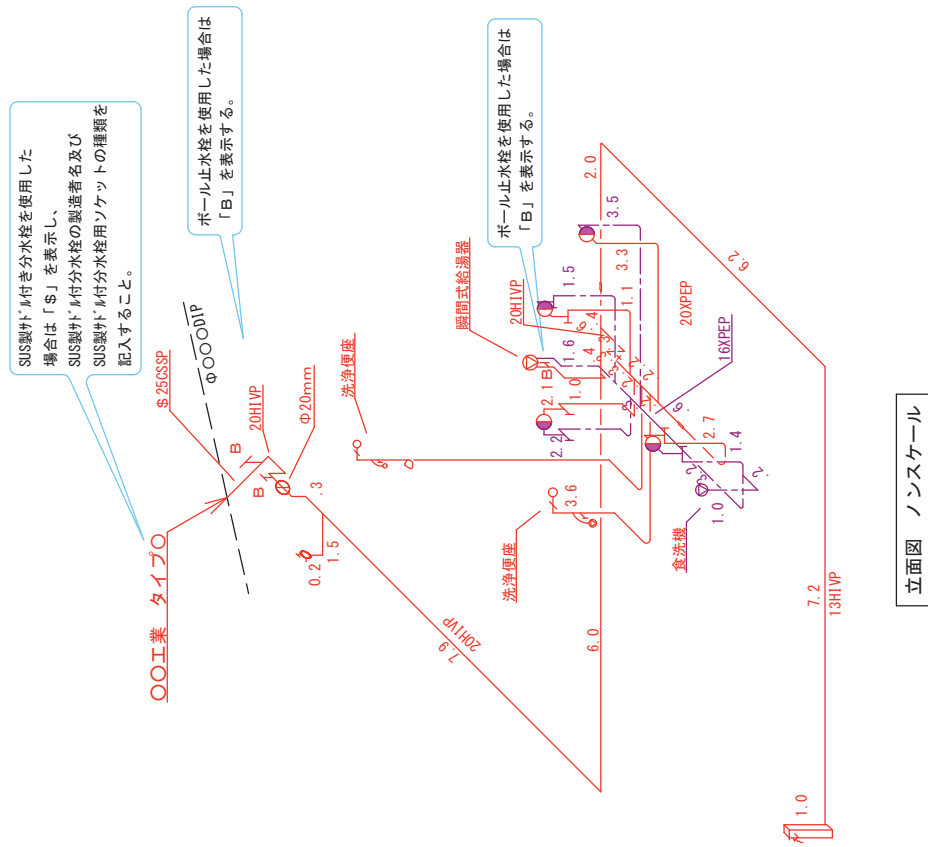 SUS製ｻﾄﾞﾙ付き分水栓を使用した
場合は「＄」を表示し、
SUS製ｻﾄﾞﾙ付分水栓の製造者名及び
SUS製ｻﾄﾞﾙ付分水栓用ソケットの種類を
記入すること。
ボール止水栓を使用した場合は
「B」を表示する。
ボール止水栓を使用した場合は
「B」を表示する。
○○工業 タイプ○
＄25CSSP
φ○○○DIP
B
B
20HIVP
Φ20mm
.3
0.2
1.5
7.9
20HIVP
洗浄便座
洗浄便座
3.6
6.0
瞬間式給湯器
20HIVP
B
2.1
1.0
2.2
1.6
1.5
3.5
3.3
1.1
2.0
6.2
20XPEP
16XPEP
2.7
1.4
1.0
食洗機
7.2
13HIVP
1.0
立面図 ノンスケール